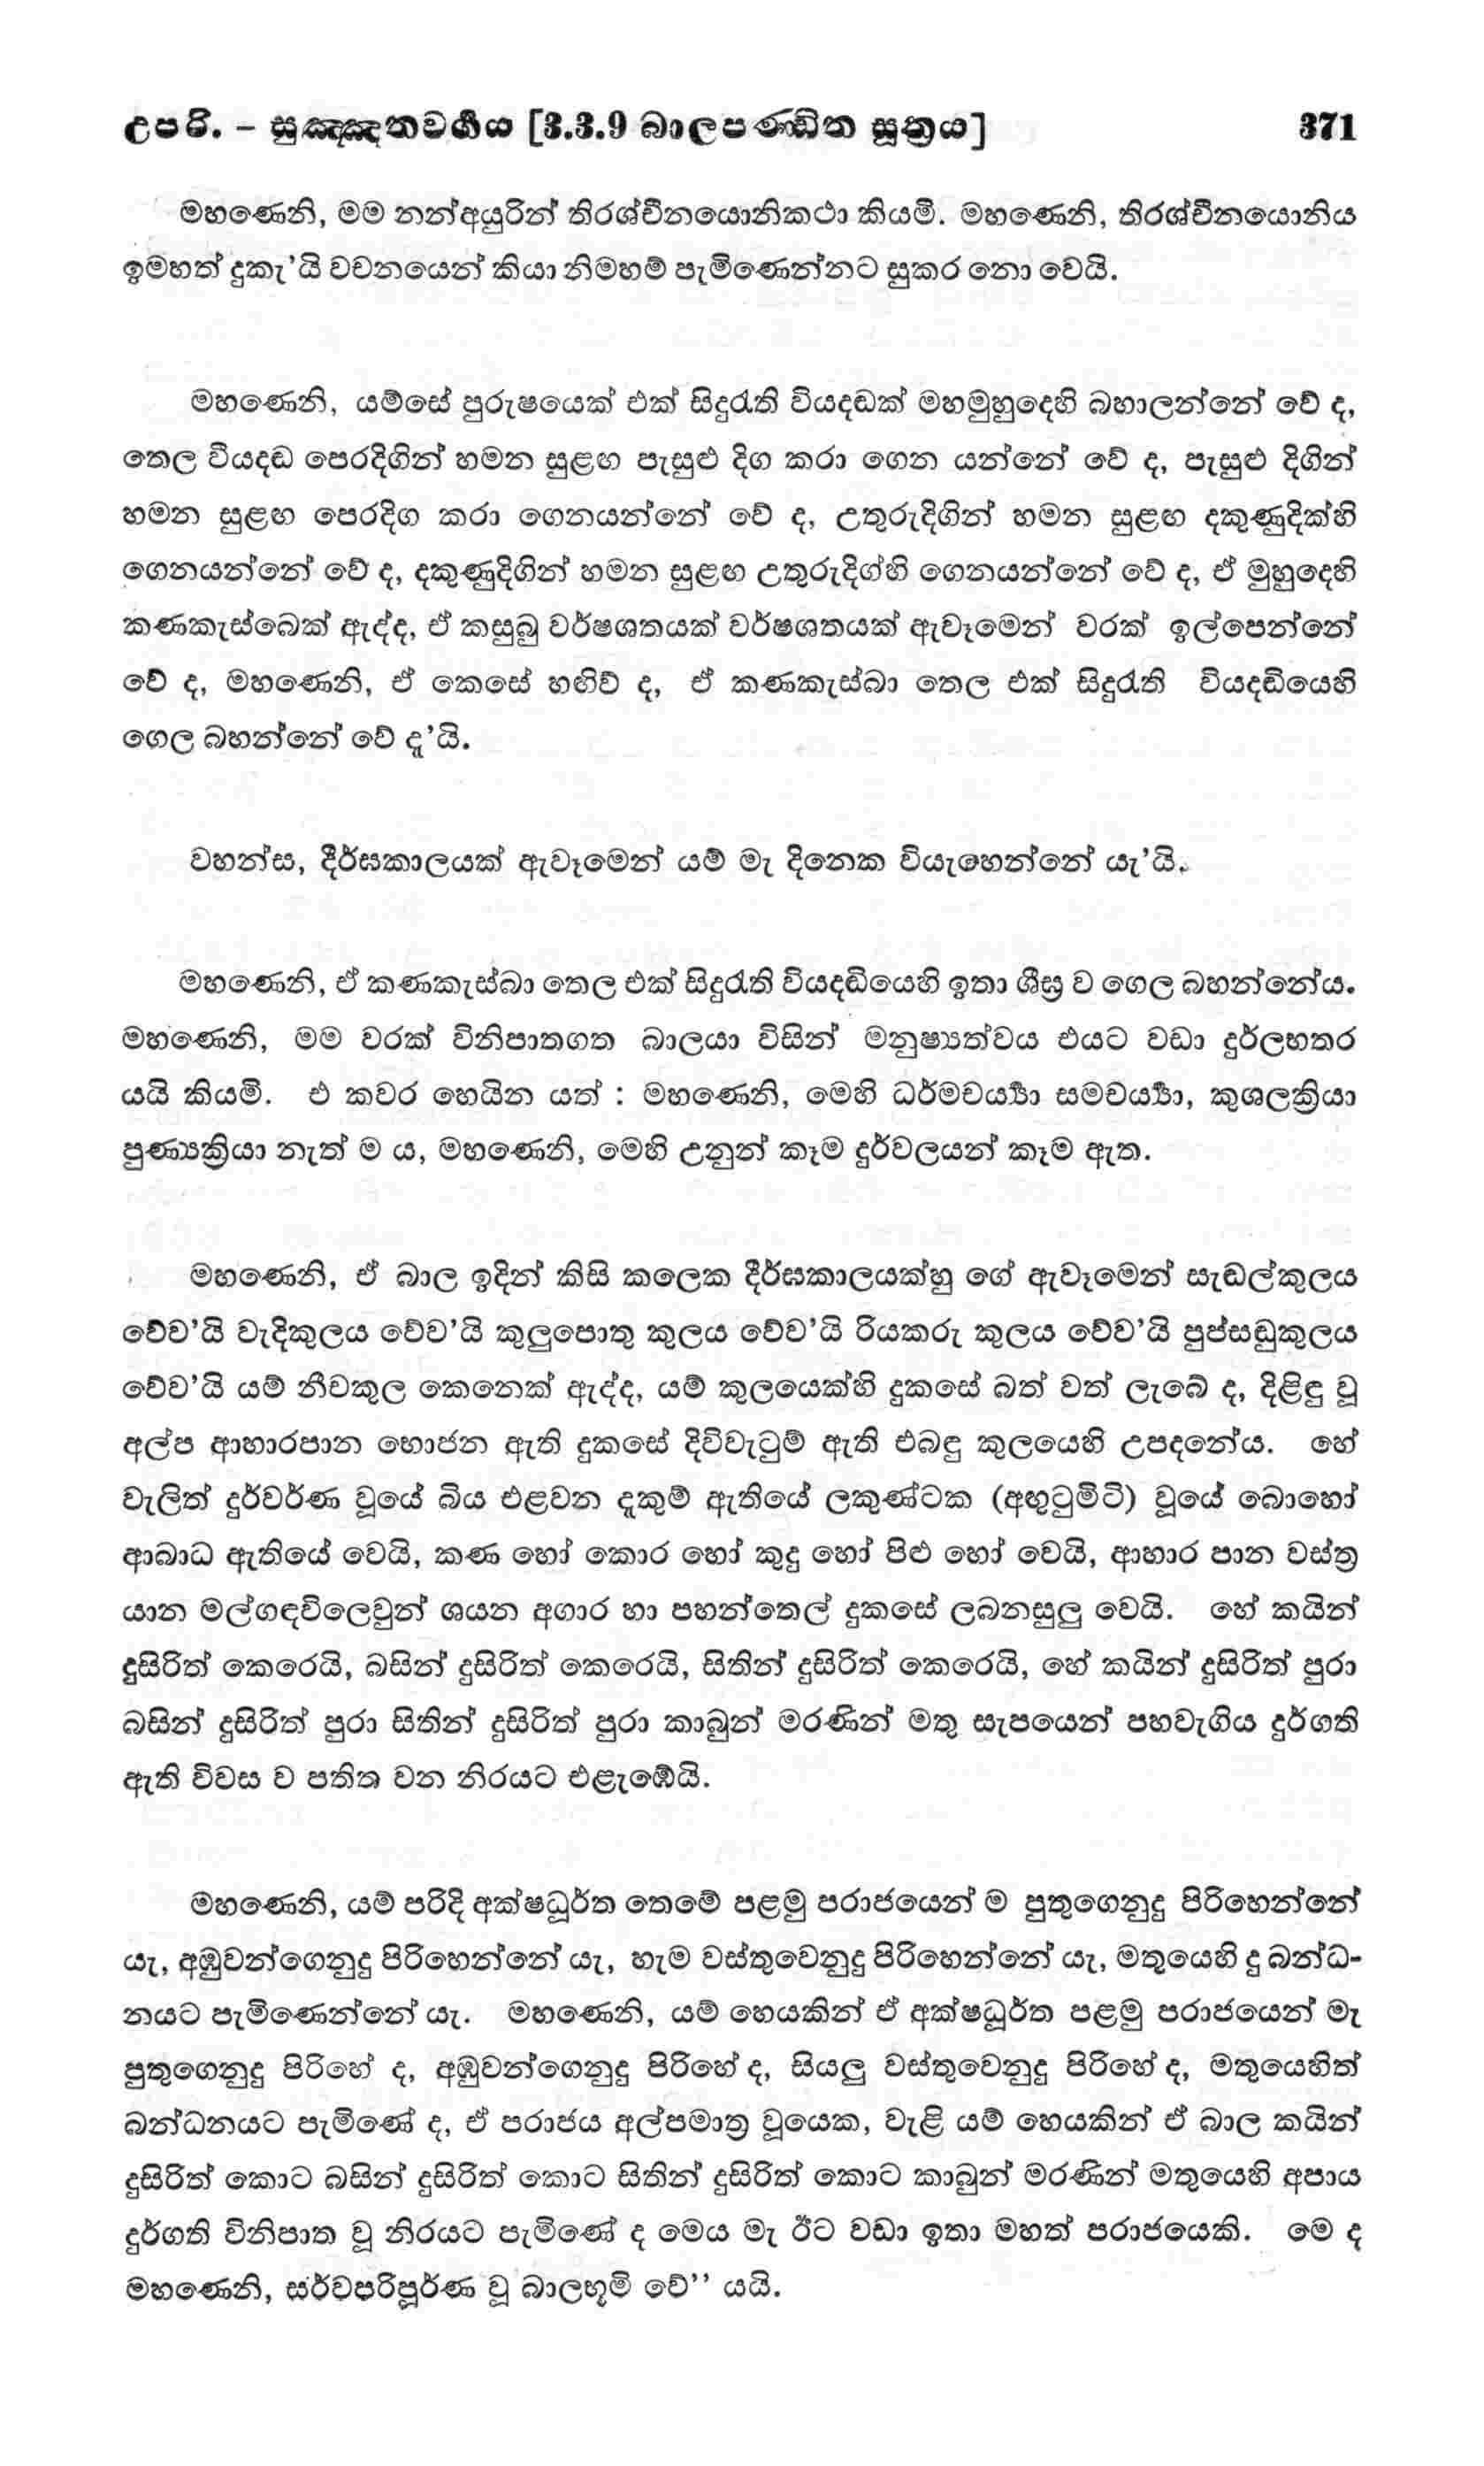 උපරි. – සුඤ්ඤතවර්‍ගය [3.3.9 බාලපණ්ඩිත සූත්‍රය] 371
මහණෙනි, මම නන්අයුරින් තිරශ්චීනයොනිකථා කියමි. මහණෙනි, තිරශ්චීනයොනිය
ඉමහත් දුකැ’යි වචනයෙන් කියා නිමහම් පැමිණෙන්නට සුකර නො වෙයි.
මහණෙනි, යම්සේ පුරුෂයෙක් එක් සිදුරැති වියදඬක් මහමුහුදෙහි බහාලන්නේ වේ ද,
තෙල වියදඬ පෙරදිගින් හමන සුළඟ පැසුළු දිග කරා ගෙන යන්නේ වේ ද, පැසුළු දිගින්
හමන සුළඟ පෙරදිග කරා ගෙනයන්නේ වේ ද, උතුරුදිගින් හමන සුළඟ දකුණුදික්හි
ගෙනයන්නේ වේ ද, දකුණුදිගින් හමන සුළඟ උතුරුදිග්හි ගෙනයන්නේ වේ ද, ඒ මුහුදෙහි
කණකැස්බෙක් ඇද්ද, ඒ කසුබු වර්ෂශතයක් වර්ෂශතයක් ඇවෑමෙන් වරක් ඉල්පෙන්නේ
වේ ද, මහණෙනි, ඒ කෙසේ හඟිව් ද, ඒ කණකැස්බා තෙල එක් සිදුරැති වියදඬියෙහි
ගෙල බහන්නේ වේ දැ’යි.
වහන්ස, දීර්ඝකාලයක් ඇවෑමෙන් යම් මැ දිනෙක වියැහෙන්නේ යැ’යි.
මහණෙනි, ඒ කණකැස්බා තෙල එක් සිදුරැති වියදඬියෙහි ඉතා ශීඝ්‍ර ව ගෙල බහන්නේය.
මහණෙනි, මම වරක් විනිපාතගත බාලයා විසින් මනුෂ්‍යත්වය එයට වඩා දුර්ලභතර
යයි කියමි. එ කවර හෙයින යත් : මහණෙනි, මෙහි ධර්මචර්‍ය්‍යා සමචර්‍ය්‍යා, කුශලක්‍රියා
පුණ්‍යක්‍රියා නැත් ම ය, මහණෙනි, මෙහි උනුන් කෑම දුර්වලයන් කෑම ඇත.
මහණෙනි, ඒ බාල ඉදින් කිසි කලෙක දීර්ඝකාලයක්හු ගේ ඇවෑමෙන් සැඬල්කුලය
වේව’යි වැදිකුලය වේව’යි කුලුපොතු කුලය වේව’යි රියකරු කුලය වේව’යි පුප්සඬුකුලය
වේව’යි යම් නීචකුල කෙනෙක් ඇද්ද, යම් කුලයෙක්හි දුකසේ බත් වත් ලැබේ ද, දිළිඳු වූ
අල්ප ආහාරපාන භොජන ඇති දුකසේ දිවිවැටුම් ඇති එබඳු කුලයෙහි උපදනේය. හේ
වැලිත් දුර්වර්ණ වූයේ බිය එළවන දැකුම් ඇතියේ ලකුණ්ටක (අඟුටුමිටි) වූයේ බොහෝ
ආබාධ ඇතියේ වෙයි, කණ හෝ කොර හෝ කුදු හෝ පිළු හෝ වෙයි, ආහාර පාන වස්ත්‍ර
යාන මල්ගඳවිලෙවුන් ශයන අගාර හා පහන්තෙල් දුකසේ ලබනසුලු වෙයි. හේ කයින්
දුසිරිත් කෙරෙයි, බසින් දුසිරිත් කෙරෙයි, සිතින් දුසිරිත් කෙරෙයි, හේ කයින් දුසිරිත් පුරා
බසින් දුසිරිත් පුරා සිතින් දුසිරිත් පුරා කාබුන් මරණින් මතු සැපයෙන් පහවැගිය දුර්ගති
ඇති විවස ව පතිත වන නිරයට එළැඹේයි.
මහණෙනි, යම් පරිදි අක්ෂධූර්ත තෙමේ පළමු පරාජයෙන් ම පුතුගෙනුදු පිරිහෙන්නේ
යැ, අඹුවන්ගෙනුදු පිරිහෙන්නේ යැ, හැම වස්තුවෙනුදු පිරිහෙන්නේ යැ, මතුයෙහි දු බන්ධ-
නයට පැමිණෙන්නේ යැ. මහණෙනි, යම් හෙයකින් ඒ අක්ෂධූර්ත පළමු පරාජයෙන් මැ
පුතුගෙනුදු පිරිහේ ද, අඹුවන්ගෙනුදු පිරිහේ ද, සියලු වස්තුවෙනුදු පිරිහේ ද, මතුයෙහිත්
බන්ධනයට පැමිණේ ද, ඒ පරාජය අල්පමාත්‍ර වූයෙක, වැළි යම් හෙයකින් ඒ බාල කයින්
දුසිරිත් කොට බසින් දුසිරිත් කොට සිතින් දුසිරිත් කොට කාබුන් මරණින් මතුයෙහි අපාය
දුර්ගති විනිපාත වූ නිරයට පැමිණේ ද මෙය මැ ඊට වඩා ඉතා මහත් පරාජයෙකි. මෙ ද
මහණෙනි, සර්වපරිපූර්ණ වූ බාලභූමි වේ’’ යයි.